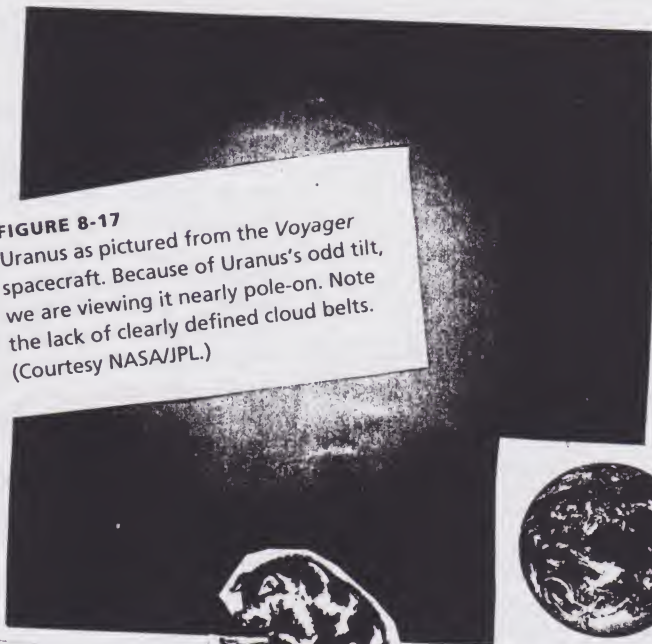 FIGURE 8-17
Uranus as pictured from the Voyager
spacecraft. Because of Uranus's odd tilt,
we are viewing it nearly pole-on. Note
the lack of clearly defined cloud belts.
(Courtesy NASA/JPL.)